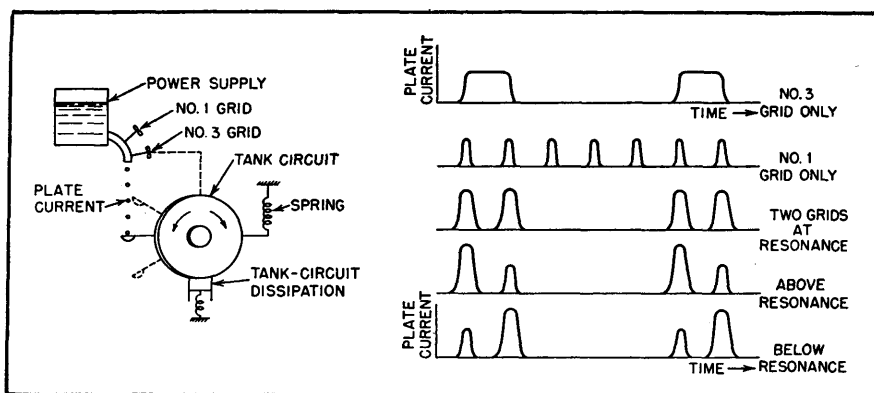 POWER SUPPLY
NO. 1 GRID
NO. 3 GRID
TANK CIRCUIT
PLATE
CURRENT
SPRING
TANK-CIRCUIT
DISSIPATION
PLATE
CURRENT
TIME
NO. 3
GRID ONLY
NO. 1
GRID ONLY
TWO GRIDS
AT
RESONANCE
ABOVE
RESONANCE
PLATE
CURRENT
TIME
BELOW
RESONANCE